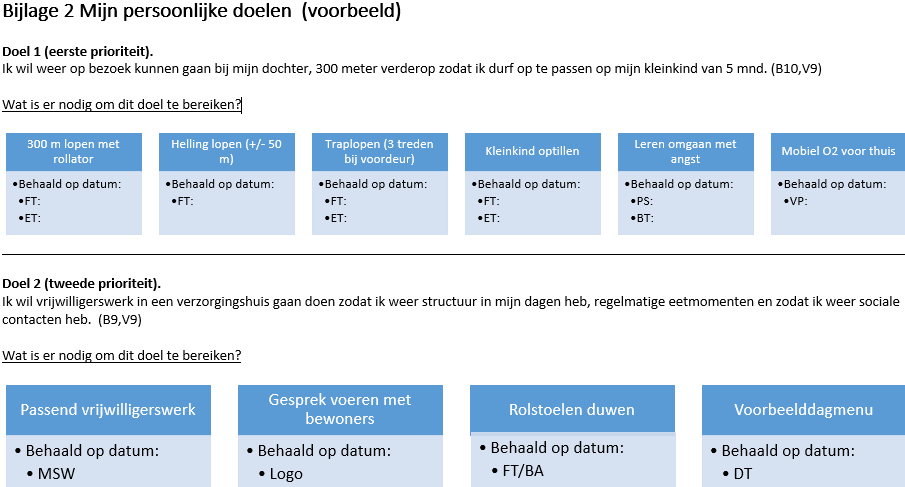 Bijlage 2 Mijn persoonlijke doelen (voorbeeld)
Doel 1 (eerste prioriteit).
Ik wil weer op bezoek kunnen gaan bij mijn dochter, 300 meter verderop zodat ik durf op te passen op mijn kleinkind van 5 mnd. (B10,V9)
Wat is er nodig om dit doel te bereiken?
300 m lopen met
rollator
•Behaald op datum:
•FT:
•ET:
Helling lopen (+/- 50
m)
•Behaald op datum:
•FT:
Traplopen (3 treden
bij voordeur)
•Behaald op datum:
•FT:
•ET:
Kleinkind optillen
•Behaald op datum:
•FT:
•ET:
Leren omgaan met
angst
•Behaald op datum:
•PS:
•BT:
Mobiel O2 voor thuis
•Behaald op datum:
•VP:
Doel 2 (tweede prioriteit).
Ik wil vrijwilligerswerk in een verzorgingshuis gaan doen zodat ik weer structuur in mijn dagen heb, regelmatige eetmomenten en zodat ik weer sociale
contacten heb. (B9,V9)
Wat is er nodig om dit doel te bereiken?
Passend vrijwilligerswerk
• Behaald op datum:
• MSW
Gesprek voeren met
bewoners
• Behaald op datum:
• Logo
Rolstoelen duwen
• Behaald op datum:
• FT/BA
Voorbeelddagmenu
• Behaald op datum:
• DT